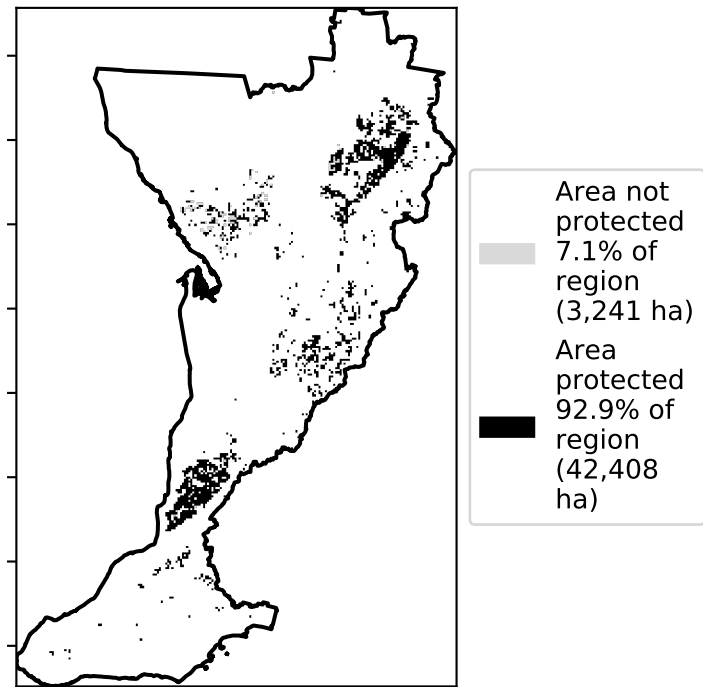 Area not
protected
7.1% of
region
(3,241 ha)
Area
protected
92.9% of
region
(42,408
ha)